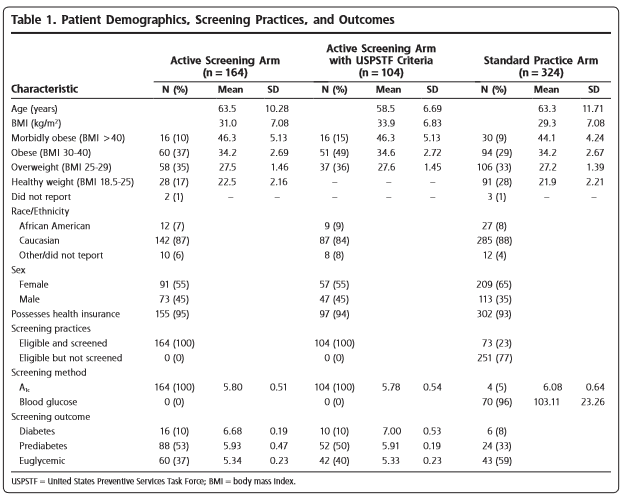 Table 1. Patient Demographics, Screening Practices, and Outcomes
Active Screening Arm (n = 164) Active Screening Arm with USPSTF Criteria (n = 104) Standard Practice Arm (n = 324)
Characteristic N (%) Mean SD N (%) Mean SD N (%) Mean SD
Age (years) 63.5 10.28 58.5 6.69 63.3 11.71
BMI (kg/m²) 31.0 7.08 33.9 6.83 29.3 7.08
Morbidly obese (BMI >40) 16 (10) 46.3 5.13 16 (15) 46.3 5.13 30 (9) 44.1 4.24
Obese (BMI 30-40) 60 (37) 34.2 2.69 51 (49) 34.6 2.72 94 (29) 34.2 2.67
Overweight (BMI 25-29) 58 (35) 27.5 1.46 37 (36) 27.6 1.45 106 (33) 27.2 1.39
Healthy weight (BMI 18.5-25) 28 (17) 22.5 2.16 – – – 91 (28) 21.9 2.21
Did not report 2 (1) – – – – – 3 (1) – –
Race/Ethnicity
African American 12 (7) 9 (9) 27 (8)
Caucasian 142 (87) 87 (84) 285 (88)
Other/did not report 10 (6) 8 (8) 12 (4)
Sex
Female 91 (55) 57 (55) 209 (65)
Male 73 (45) 47 (45) 113 (35)
Possesses health insurance 155 (95) 97 (94) 302 (93)
Screening practices
Eligible and screened 164 (100) 104 (100) 73 (23)
Eligible but not screened 0 (0) 0 (0) 251 (77)
Screening method
A1c 164 (100) 5.80 0.51 104 (100) 5.78 0.54 4 (5) 6.08 0.64
Blood glucose 0 (0) 0 (0) 70 (96) 103.11 23.26
Screening outcome
Diabetes 16 (10) 6.68 0.19 10 (10) 7.00 0.53 6 (8)
Prediabetes 88 (53) 5.93 0.47 52 (50) 5.91 0.19 24 (33)
Euglycemic 60 (37) 5.34 0.23 42 (40) 5.33 0.23 43 (59)
USPSTF = United States Preventive Services Task Force; BMI = body mass index.